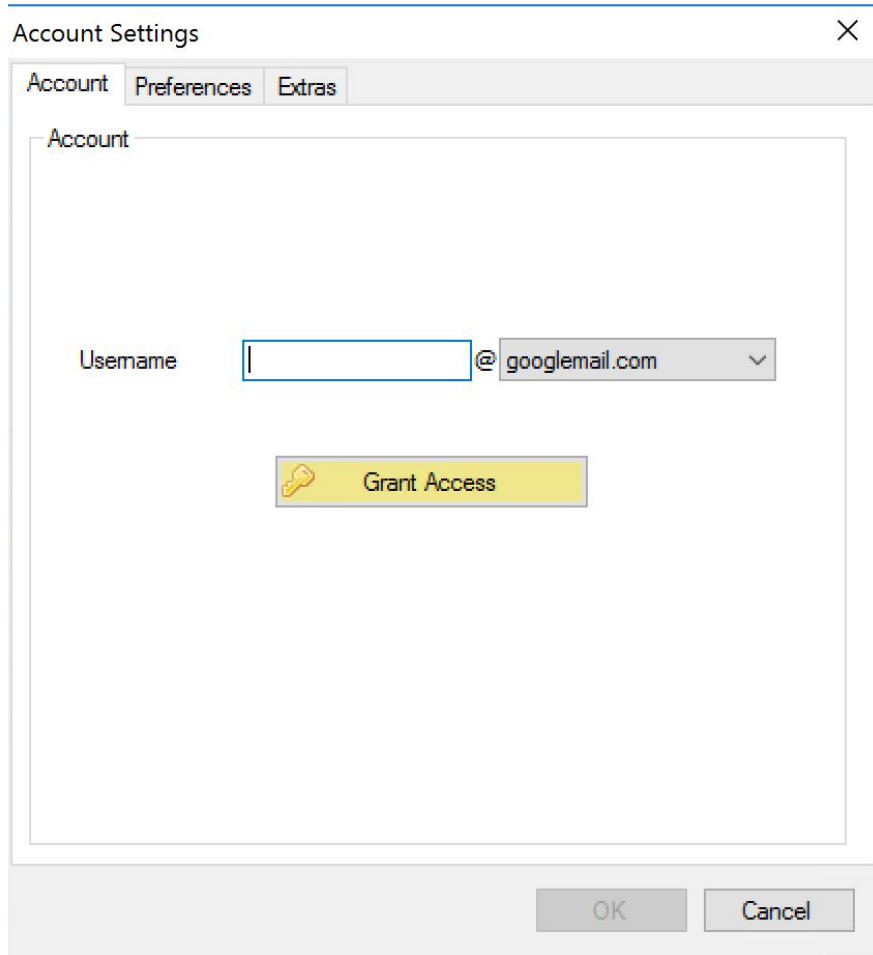 Account Settings
Account Preferences Extras
Account
Username @ googlemail.com
Grant Access
OK Cancel